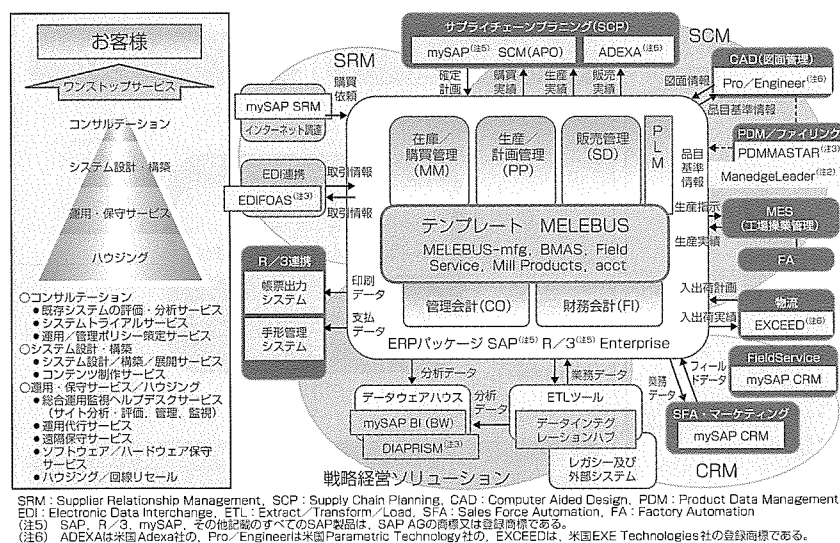 お客様
ワンストップサービス
コンサルテーション
システム設計・構築
運用・保守サービス
ハウジング
○コンサルテーション
●既存システムの評価・分析サービス
●システムトライアルサービス
●運用/管理ポリシー策定サービス
○システム設計・構築
●システム設計/構築/展開サービス
●コンテンツ制作サービス
○運用・保守サービス/ハウジング
●総合運用監視ヘルプデスクサービス
(サイト分析・評価、管理、監視)
●運用代行サービス
●遠隔保守サービス
●ソフトウェア/ハードウェア保守
サービス
●ハウジング/回線リセール
サプライチェーンプランニング(SCP)
mySAP(注5) SCM(APO)
ADEXA(注6)
SRM
SCM
確定
計画
購買
実績
生産
実績
販売
実績
購買
依頼
mySAP SRM
インターネット調達
EDI連携
EDIFOAS(注3)
取引情報
取引情報
R/3連携
帳票出力
システム
手形管理
システム
印刷
データ
支払
データ
在庫/
購買管理
(MM)
生産/
計画管理
(PP)
販売管理
(SD)
PLM
テンプレート MELEBUS
MELEBUS-mfg, BMAS, Field
Service, Mill Products, acct
管理会計(CO)
財務会計(FI)
ERPパッケージ SAP(注5) R/3(注5) Enterprise
CAD(図面管理)
Pro/Engineer(注6)
図面情報
品目基準情報
PDM/ファイリング
PDMMASTAR(注3)
ManedgeLeader(注2)
品目
基準
情報
生産指示
生産実績
MES
(工場操業管理)
FA
入出荷計画
入出荷実績
物流
EXCEED(注6)
FieldService
mySAP CRM
フィール
ドデータ
業務
データ
SFA・マーケティング
mySAP CRM
CRM
分析データ
業務データ
データウェアハウス
mySAP BI (BW)
DIAPRISM(注3)
分析
データ
ETLツール
データインテグ
レーションハブ
レガシー及び
外部システム
戦略経営ソリューション
SRM:Supplier Relationship Management, SCP:Supply Chain Planning, CAD:Computer Aided Design, PDM:Product Data Management
EDI:Electronic Data Interchange, ETL:Extract/Transform/Load, SFA:Sales Force Automation, FA:Factory Automation
(注5) SAP, R/3, mySAP, その他記載のすべてのSAP製品は, SAP AGの商標又は登録商標である。
(注6) ADEXAは米国Adexa社の, Pro/Engineerは米国Parametric Technology社の, EXCEEDは, 米国EXE Technologies社の登録商標である。